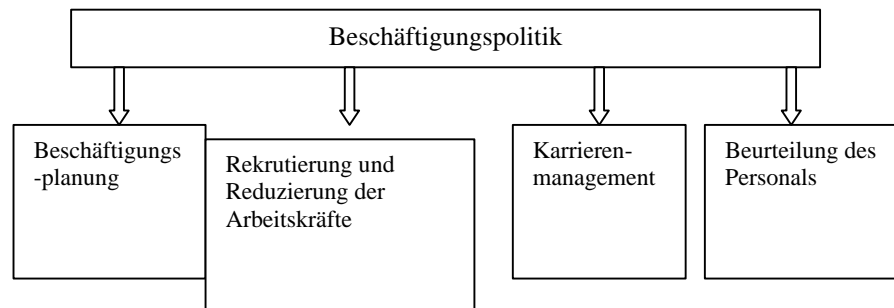 Beschäftigungspolitik
Beschäftigungs
-planung
Rekrutierung und
Reduzierung der
Arbeitskräfte
Karrieren-
management
Beurteilung des
Personals